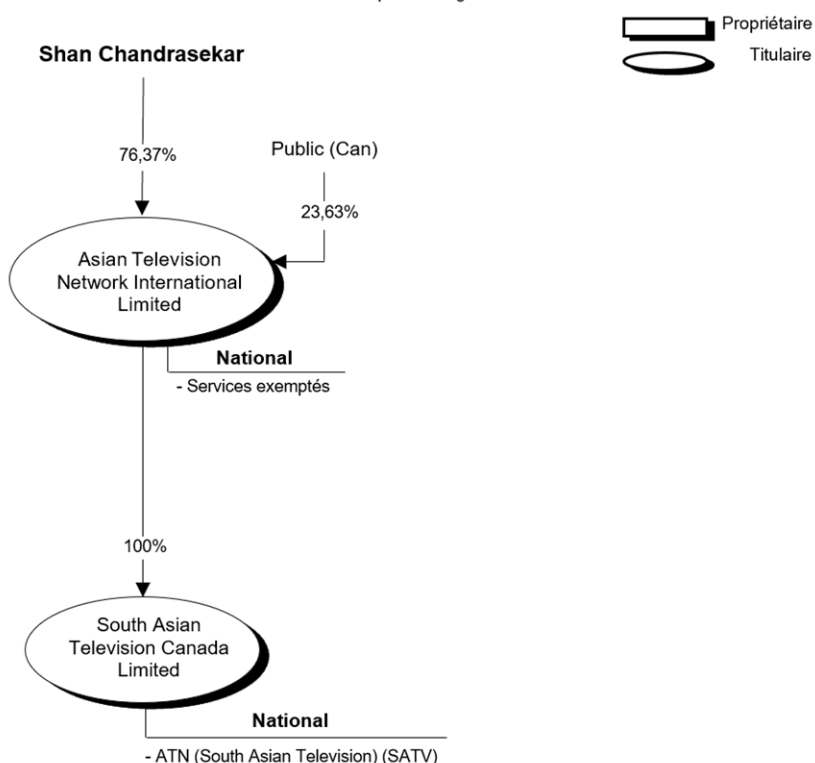 Propriétaire
Titulaire
Shan Chandrasekar
76,37%
Public (Can)
23,63%
Asian Television
Network International
Limited
National
- Services exemptés
100%
South Asian
Television Canada
Limited
National
- ATN (South Asian Television) (SATV)